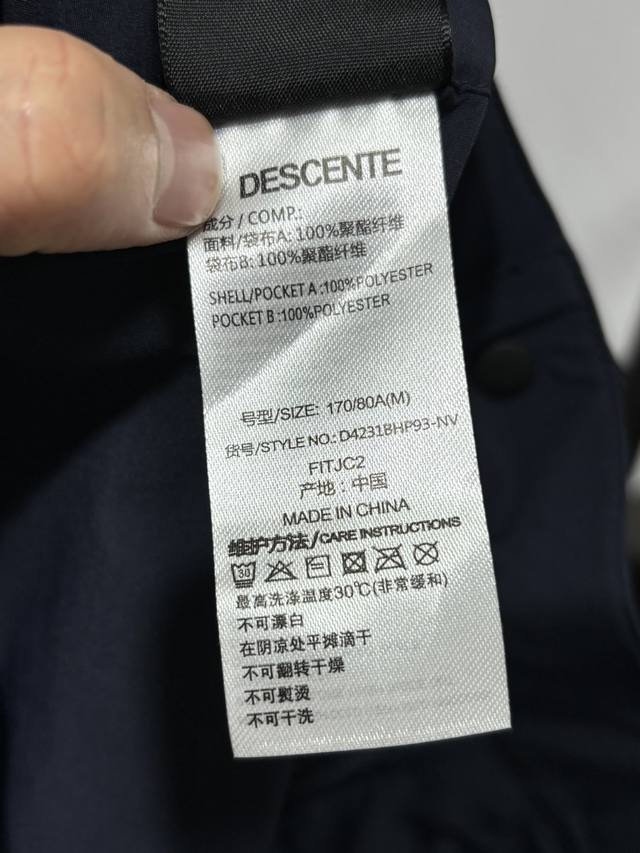 DESCENTE
成分 / COMP.:
面料/袋布A: 100%聚酯纤维
袋布B: 100%聚酯纤维
SHELL/POCKET A :100%POLYESTER
POCKET B :100%POLYESTER
号型/SIZE: 170/80A(M)
货号/STYLE NO.: D4231BHP93-NV
FITJC2
产地 : 中国
MADE IN CHINA
维护方法/CARE INSTRUCTIONS
30
最高洗涤温度30℃(非常缓和)
不可漂白
在阴凉处平摊滴干
不可翻转干燥
不可熨烫
不可干洗